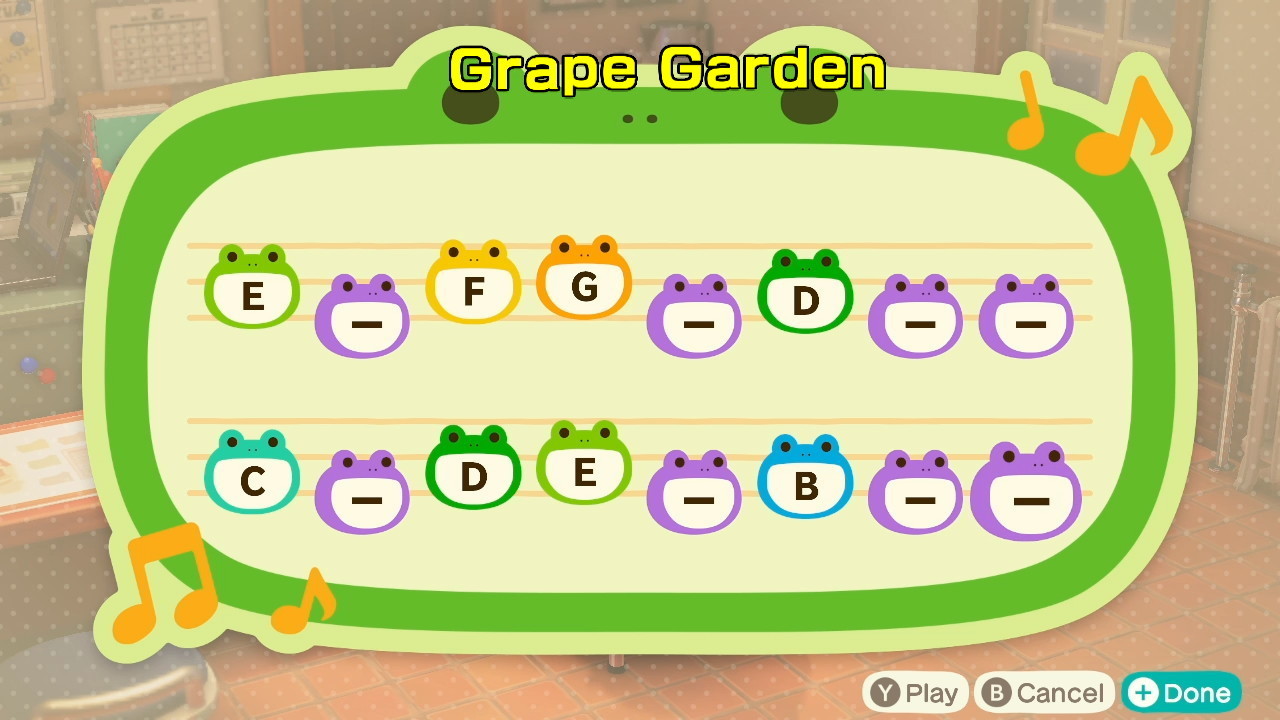 Grape Garden
E – F G – D – –
C – D E – B – –
Y Play B Cancel + Done